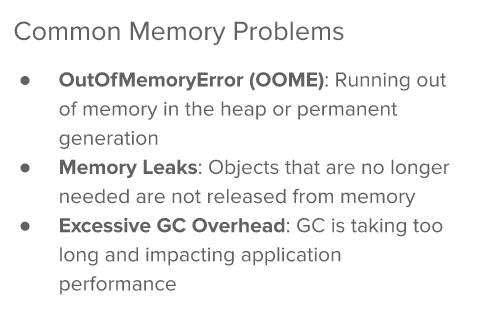 Common Memory Problems
● OutOfMemoryError (OOME): Running out
of memory in the heap or permanent
generation
● Memory Leaks: Objects that are no longer
needed are not released from memory
● Excessive GC Overhead: GC is taking too
long and impacting application
performance